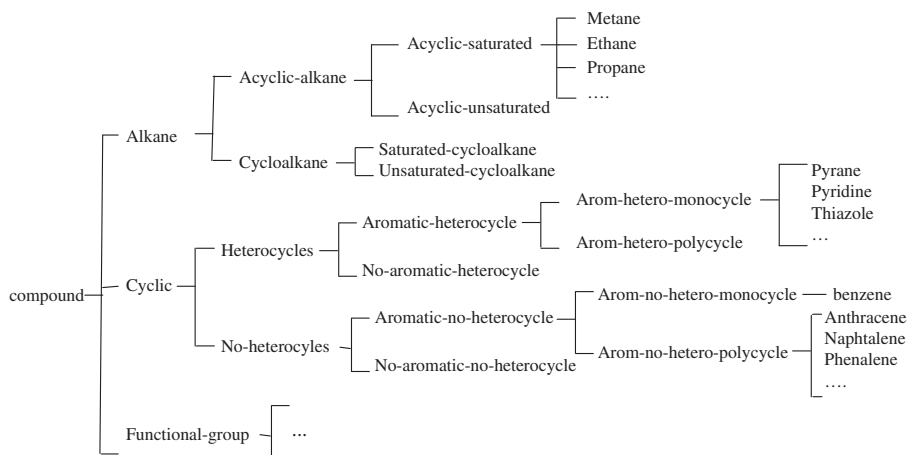 Metane
Acyclic-saturated
Ethane
Propane
Acyclic-alkane
....
Acyclic-unsaturated
Alkane
Saturated-cycloalkane
Cycloalkane
Unsaturated-cycloalkane
Pyrane
Arom-hetero-monocycle
Pyridine
Thiazole
Aromatic-heterocycle
...
Arom-hetero-polycycle
Heterocycles
No-aromatic-heterocycle
Cyclic
compound
Arom-no-hetero-monocycle
benzene
Anthracene
Aromatic-no-heterocycle
Naphtalene
No-heterocyles
Arom-no-hetero-polycycle
Phenalene
No-aromatic-no-heterocycle
....
Functional-group
...